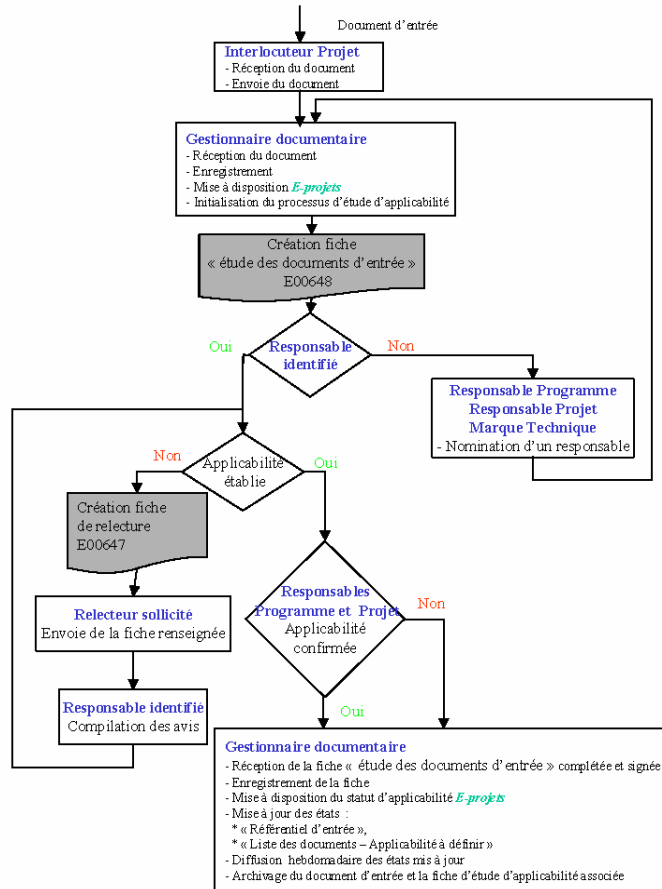 Document d'entrée
Interlocuteur Projet
- Réception du document
- Envoie du document
Gestionnaire documentaire
- Réception du document
- Enregistrement
- Mise à disposition E-projets
- Initialisation du processus d'étude d'applicabilité
Création fiche
« étude des documents d'entrée »
E00648
Oui
Responsable
identifié
Non
Responsable Programme
Responsable Projet
Marque Technique
- Nomination d'un responsable
Non
Applicabilité
établie
Oui
Création fiche
de relecture
E00647
Relecteur sollicité
Envoie de la fiche renseignée
Responsable identifié
Compilation des avis
Responsables
Programme et Projet
Applicabilité
confirmée
Non
Oui
Gestionnaire documentaire
- Réception de la fiche « étude des documents d'entrée » complétée et signée
- Enregistrement de la fiche
- Mise à disposition du statut d'applicabilité E-projets
- Mise à jour des états :
* « Référentiel d'entrée »,
* « Liste des documents – Applicabilité à définir »
- Diffusion hebdomadaire des états mis à jour
- Archivage du document d'entrée et la fiche d'étude d'applicabilité associée